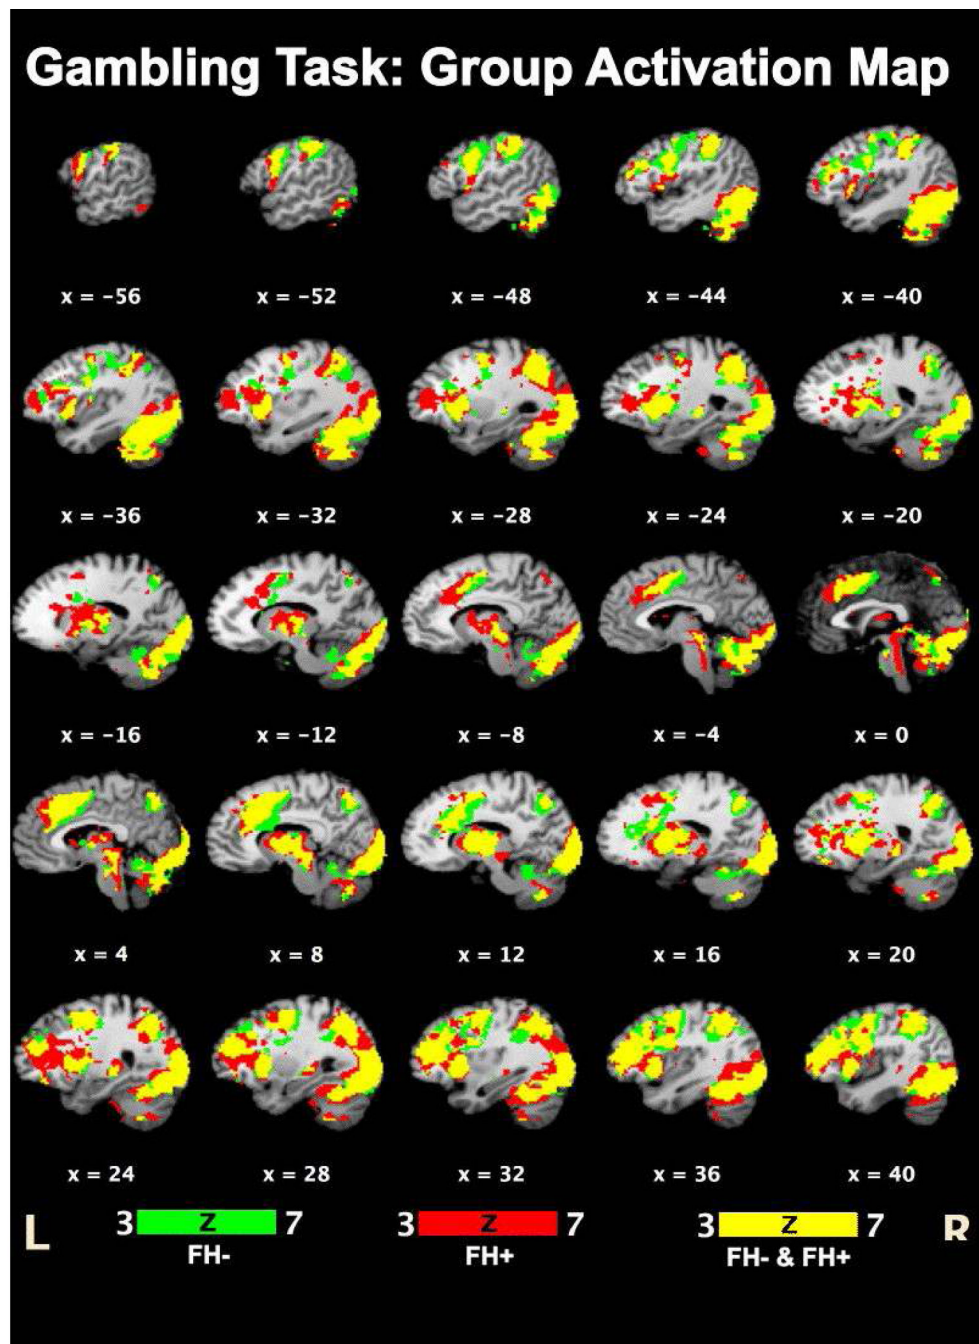 Gambling Task: Group Activation Map
x = -56 x = -52 x = -48 x = -44 x = -40
x = -36 x = -32 x = -28 x = -24 x = -20
x = -16 x = -12 x = -8 x = -4 x = 0
x = 4 x = 8 x = 12 x = 16 x = 20
x = 24 x = 28 x = 32 x = 36 x = 40
L 3 Z 7 3 Z 7 3 Z 7 R
FH- FH+ FH- & FH+